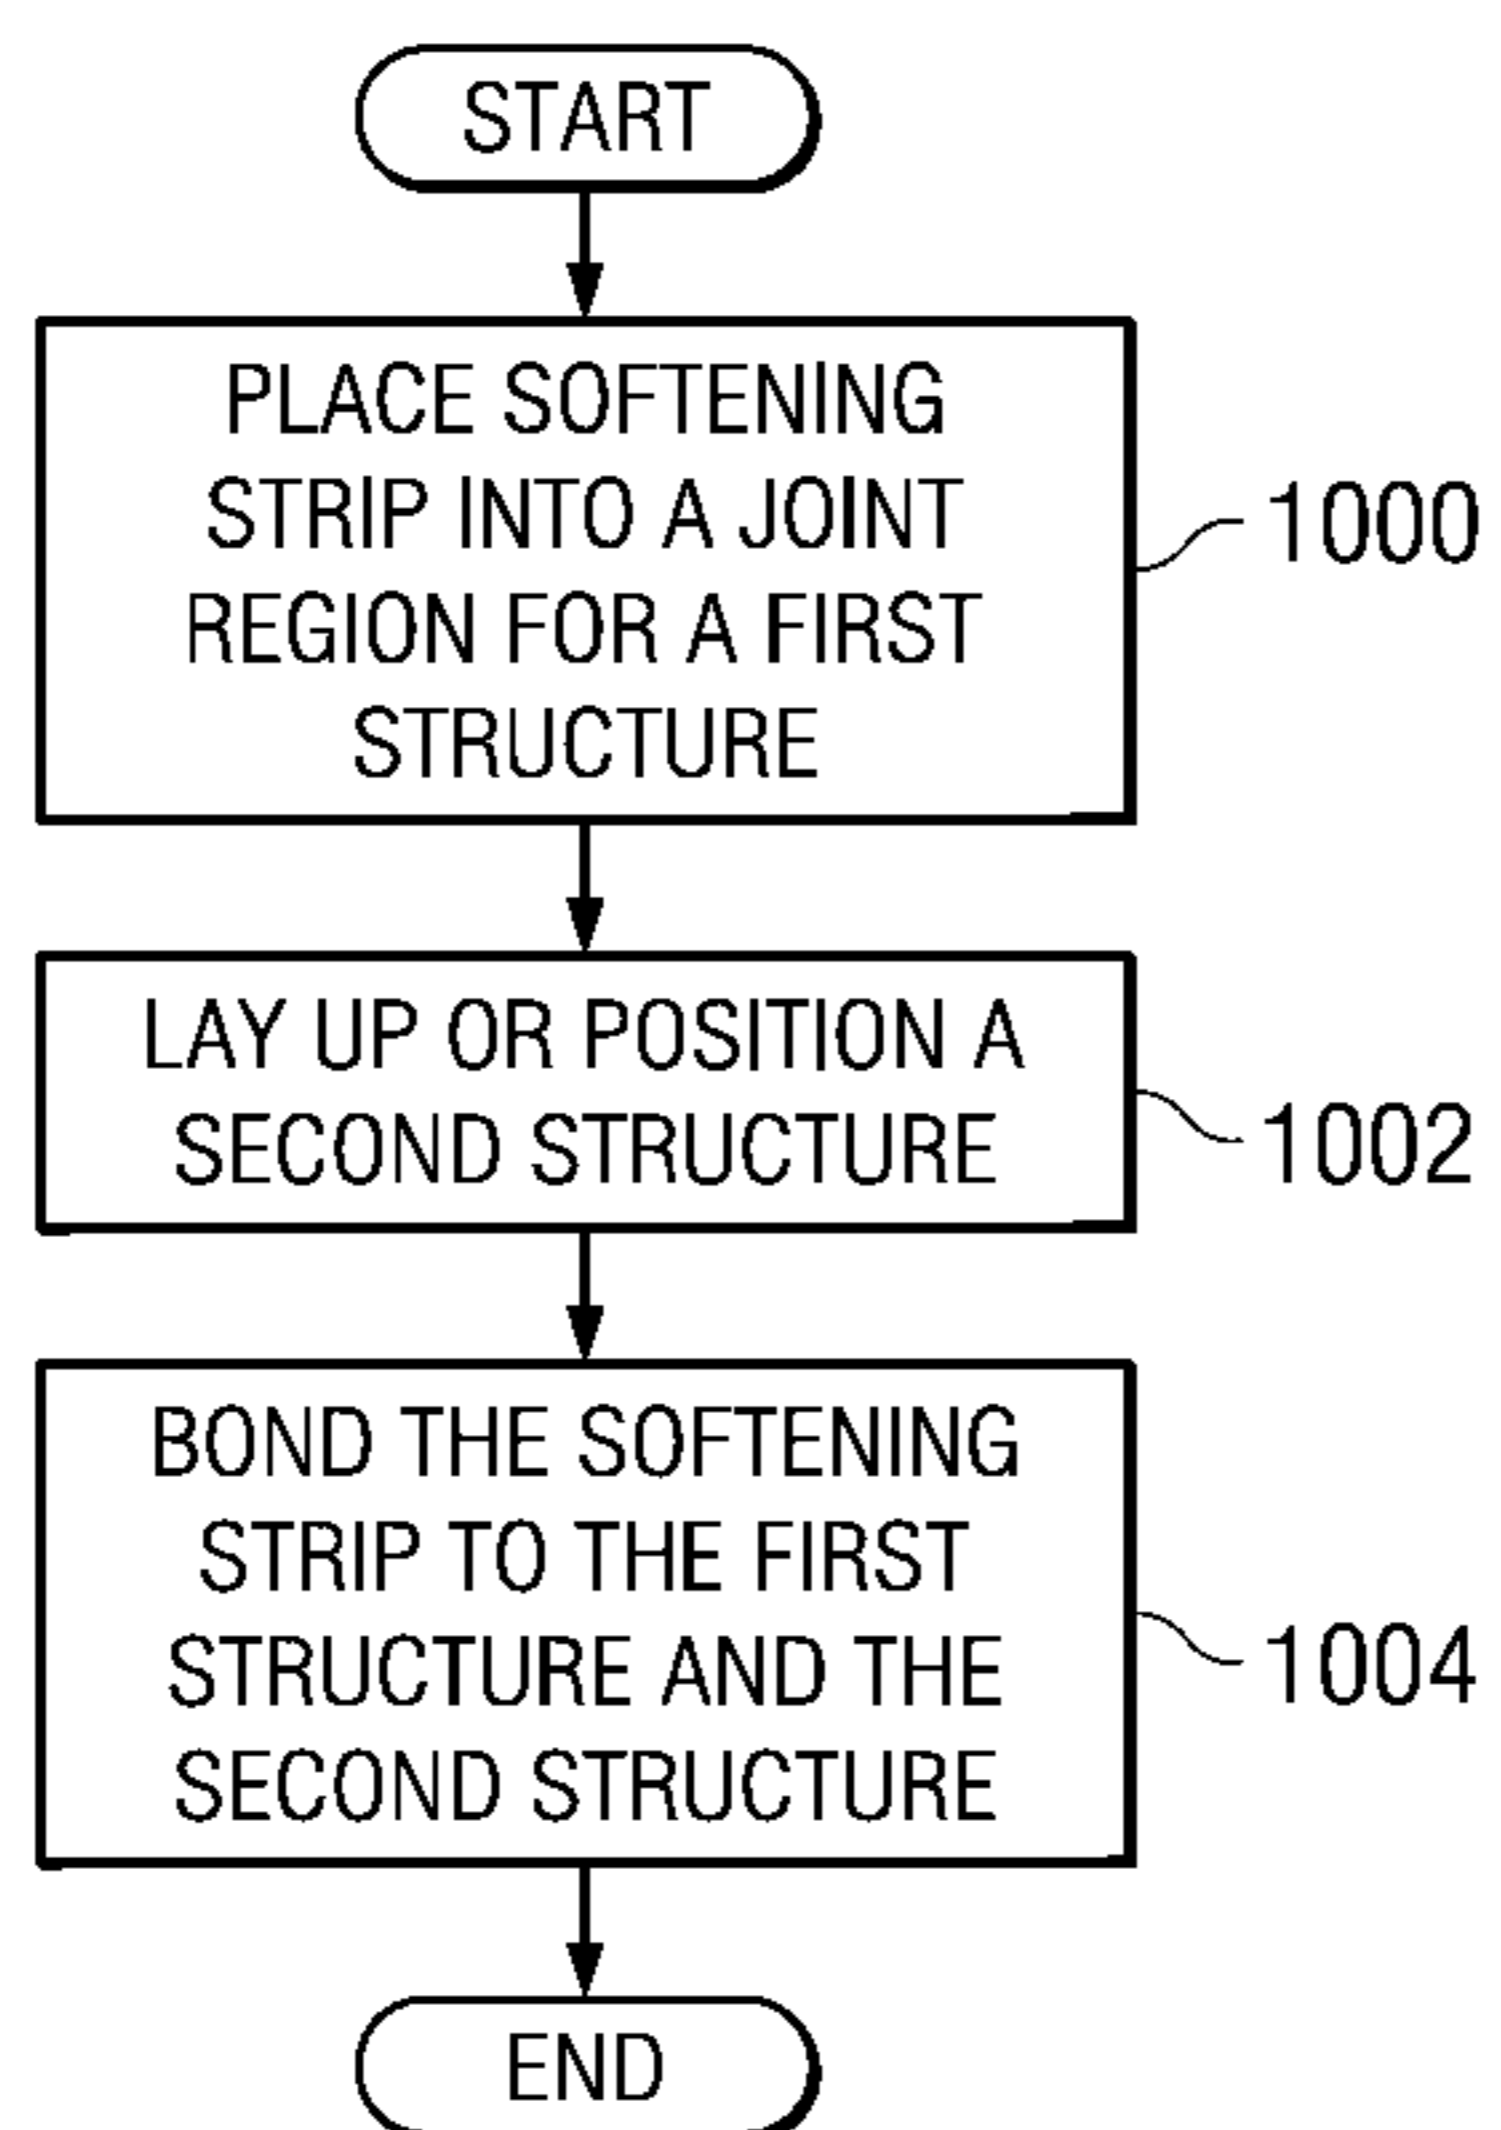 START
PLACE SOFTENING
STRIP INTO A JOINT
REGION FOR A FIRST
STRUCTURE
1000
LAY UP OR POSITION A
SECOND STRUCTURE
1002
BOND THE SOFTENING
STRIP TO THE FIRST
STRUCTURE AND THE
SECOND STRUCTURE
1004
END